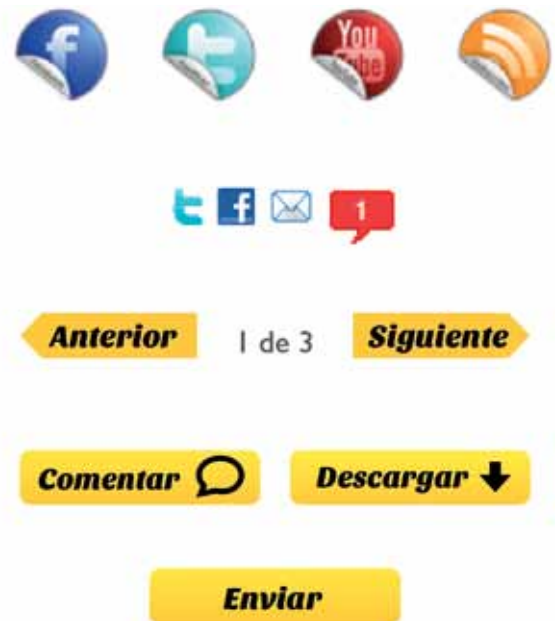 You
Tube
1
Anterior 1 de 3 Siguiente
Comentar Descargar
Enviar